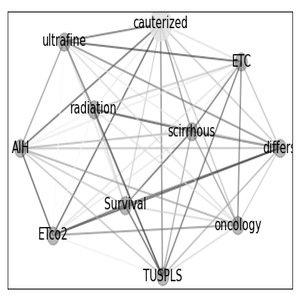 cauterized
ultrafine
ETC
radiation
scirrhous
AIH
differs
Survival
oncology
ETco2
TUSPLS